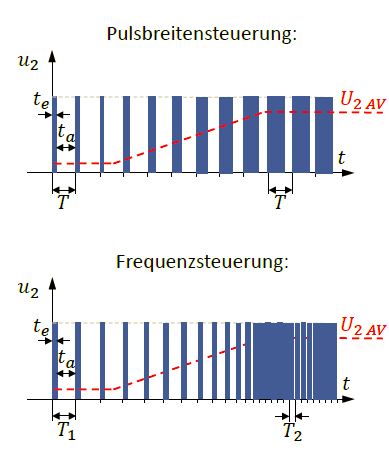 Pulsbreitensteuerung:
u₂
tₑ
U₂ AV
tₐ
t
T
T
Frequenzsteuerung:
u₂
tₑ
U₂ AV
tₐ
t
T₁
T₂